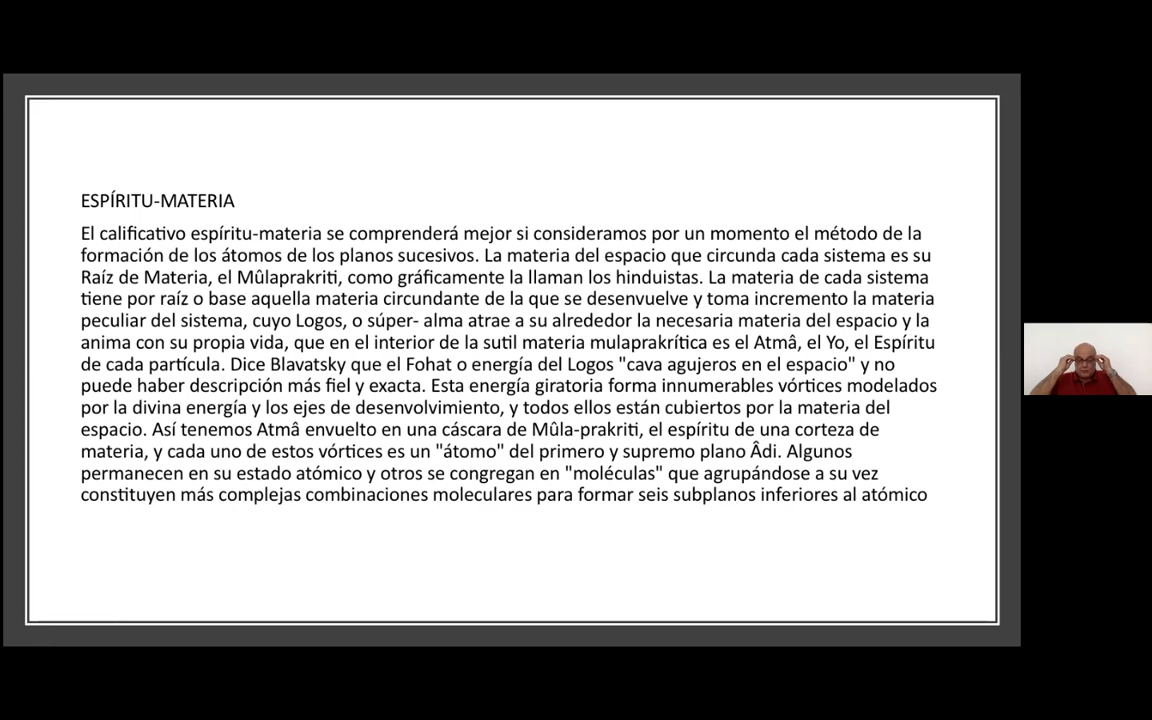 ESPÍRITU-MATERIA
El calificativo espíritu-materia se comprenderá mejor si consideramos por un momento el método de la
formación de los átomos de los planos sucesivos. La materia del espacio que circunda cada sistema es su
Raíz de Materia, el Mûlaprakriti, como gráficamente la llaman los hinduistas. La materia de cada sistema
tiene por raíz o base aquella materia circundante de la que se desenvuelve y toma incremento la materia
peculiar del sistema, cuyo Logos, o súper- alma atrae a su alrededor la necesaria materia del espacio y la
anima con su propia vida, que en el interior de la sutil materia mulaprakrítica es el Atmâ, el Yo, el Espíritu
de cada partícula. Dice Blavatsky que el Fohat o energía del Logos "cava agujeros en el espacio" y no
puede haber descripción más fiel y exacta. Esta energía giratoria forma innumerables vórtices modelados
por la divina energía y los ejes de desenvolvimiento, y todos ellos están cubiertos por la materia del
espacio. Así tenemos Atmâ envuelto en una cáscara de Mûla-prakriti, el espíritu de una corteza de
materia, y cada uno de estos vórtices es un "átomo" del primero y supremo plano Âdi. Algunos
permanecen en su estado atómico y otros se congregan en "moléculas" que agrupándose a su vez
constituyen más complejas combinaciones moleculares para formar seis subplanos inferiores al atómico